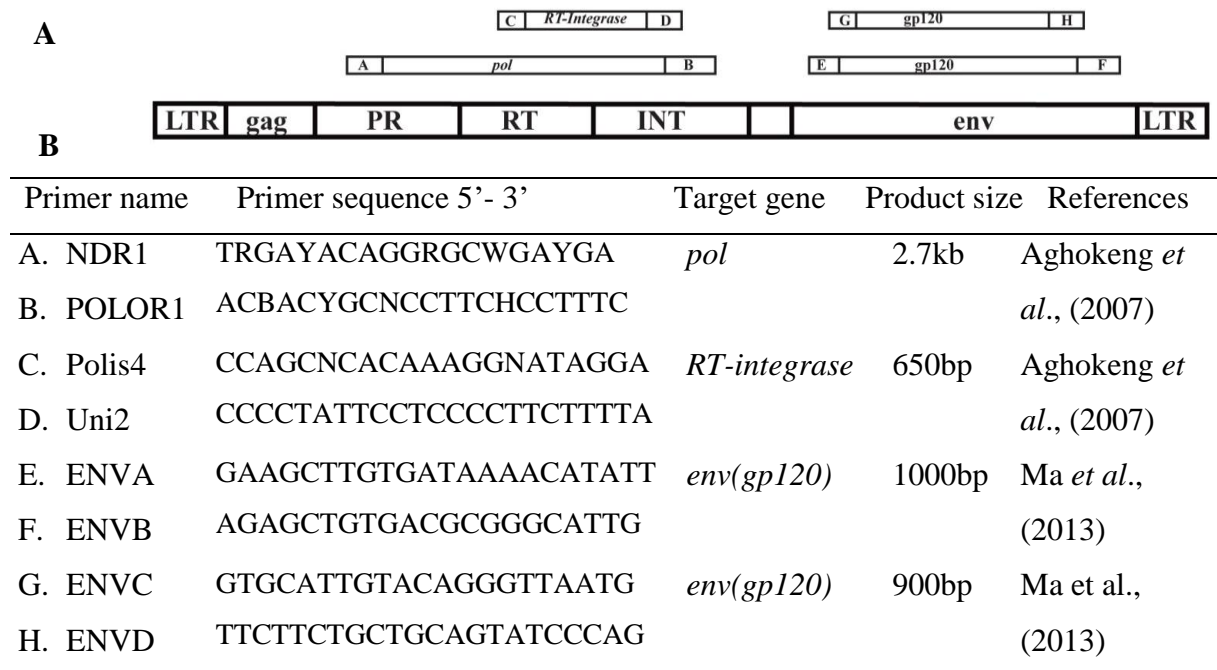 A
C RT-Integrase D G gp120 H
A pol B E gp120 F
LTR gag PR RT INT env LTR
B
Primer name Primer sequence 5’- 3’ Target gene Product size References
A. NDR1 TRGAYACAGGRGCWGAYGA pol 2.7kb Aghokeng et
B. POLOR1 ACBACYGCNCCTTCHCCTTTC al., (2007)
C. Polis4 CCAGCNCACAAAGGNATAGGA RT-integrase 650bp Aghokeng et
D. Uni2 CCCCTATTCCTCCCCTTCTTTTA al., (2007)
E. ENVA GAAGCTTGTGATAAAACATATT env(gp120) 1000bp Ma et al.,
F. ENVB AGAGCTGTGACGCGGGCATTG (2013)
G. ENVC GTGCATTGTACAGGGTTAATG env(gp120) 900bp Ma et al.,
H. ENVD TTCTTCTGCTGCAGTATCCCAG (2013)